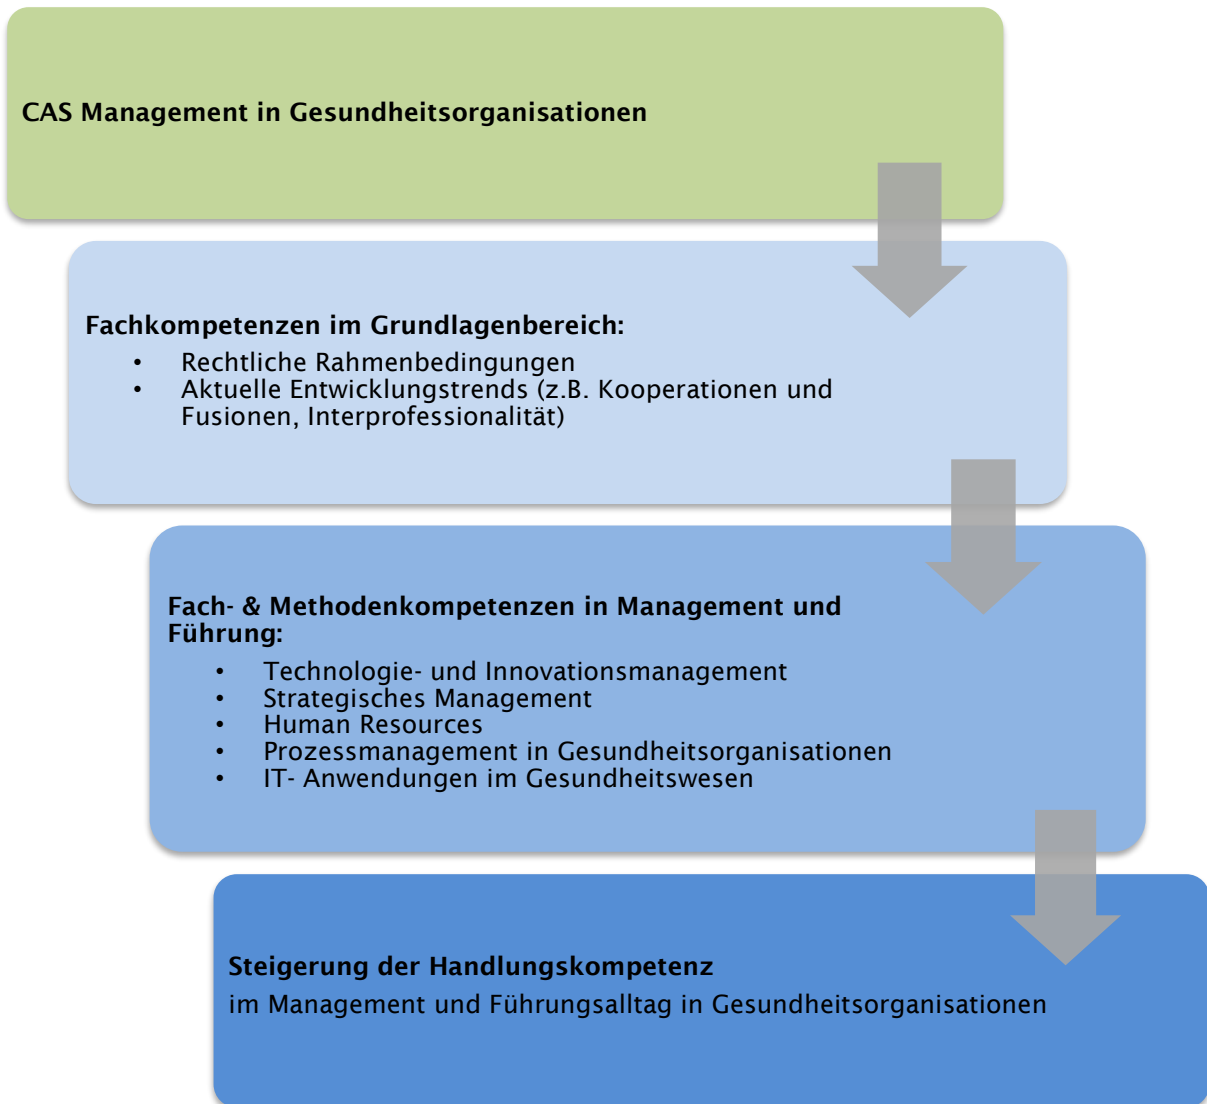 CAS Management in Gesundheitsorganisationen
Fachkompetenzen im Grundlagenbereich:
• Rechtliche Rahmenbedingungen
• Aktuelle Entwicklungstrends (z.B. Kooperationen und
Fusionen, Interprofessionalität)
Fach- & Methodenkompetenzen in Management und
Führung:
• Technologie- und Innovationsmanagement
• Strategisches Management
• Human Resources
• Prozessmanagement in Gesundheitsorganisationen
• IT- Anwendungen im Gesundheitswesen
Steigerung der Handlungskompetenz
im Management und Führungsalltag in Gesundheitsorganisationen